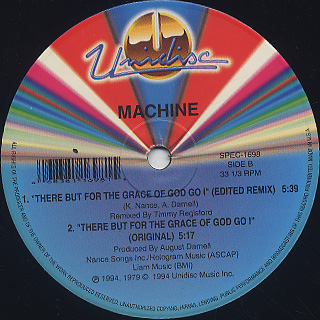 Unidisc
MACHINE
SPEC-1698
SIDE B
33 1/3 RPM
1. "THERE BUT FOR THE GRACE OF GOD GO I" (EDITED REMIX) 5:39
(K. Nance, A. Darnell)
Remixed By Timmy Regisford
2. "THERE BUT FOR THE GRACE OF GOD GO I"
(ORIGINAL) 5:17
Produced By August Darnell
Nance Songs Inc./Hologram Music (ASCAP)
Liam Music (BMI)
℗ 1994, 1979 © 1994 Unidisc Music Inc.